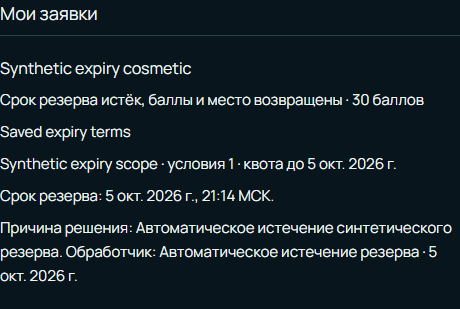 Мои заявки
Synthetic expiry cosmetic
Срок резерва истёк, баллы и место возвращены · 30 баллов
Saved expiry terms
Synthetic expiry scope · условия 1 · квота до 5 окт. 2026 г.
Срок резерва: 5 окт. 2026 г., 21:14 МСК.
Причина решения: Автоматическое истечение синтетического
резерва. Обработчик: Автоматическое истечение резерва · 5
окт. 2026 г.